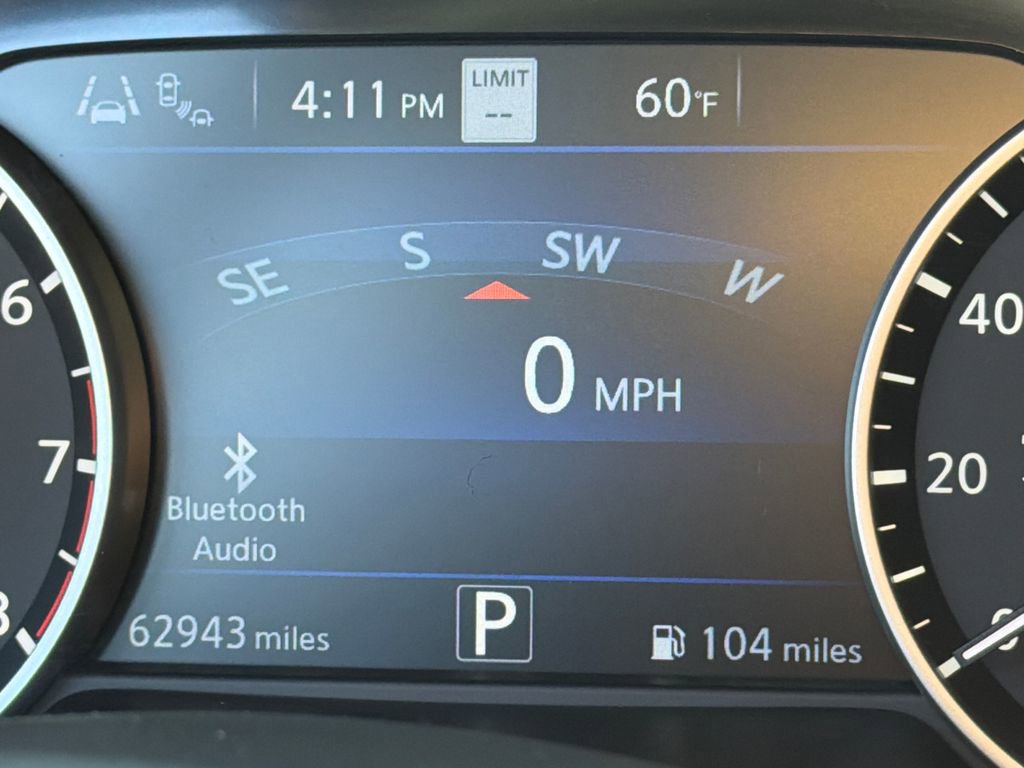 4:11 PM
LIMIT
--
60°F
SE S SW W
0 MPH
6
7
40
20
0
Bluetooth
Audio
62943 miles
P
104 miles